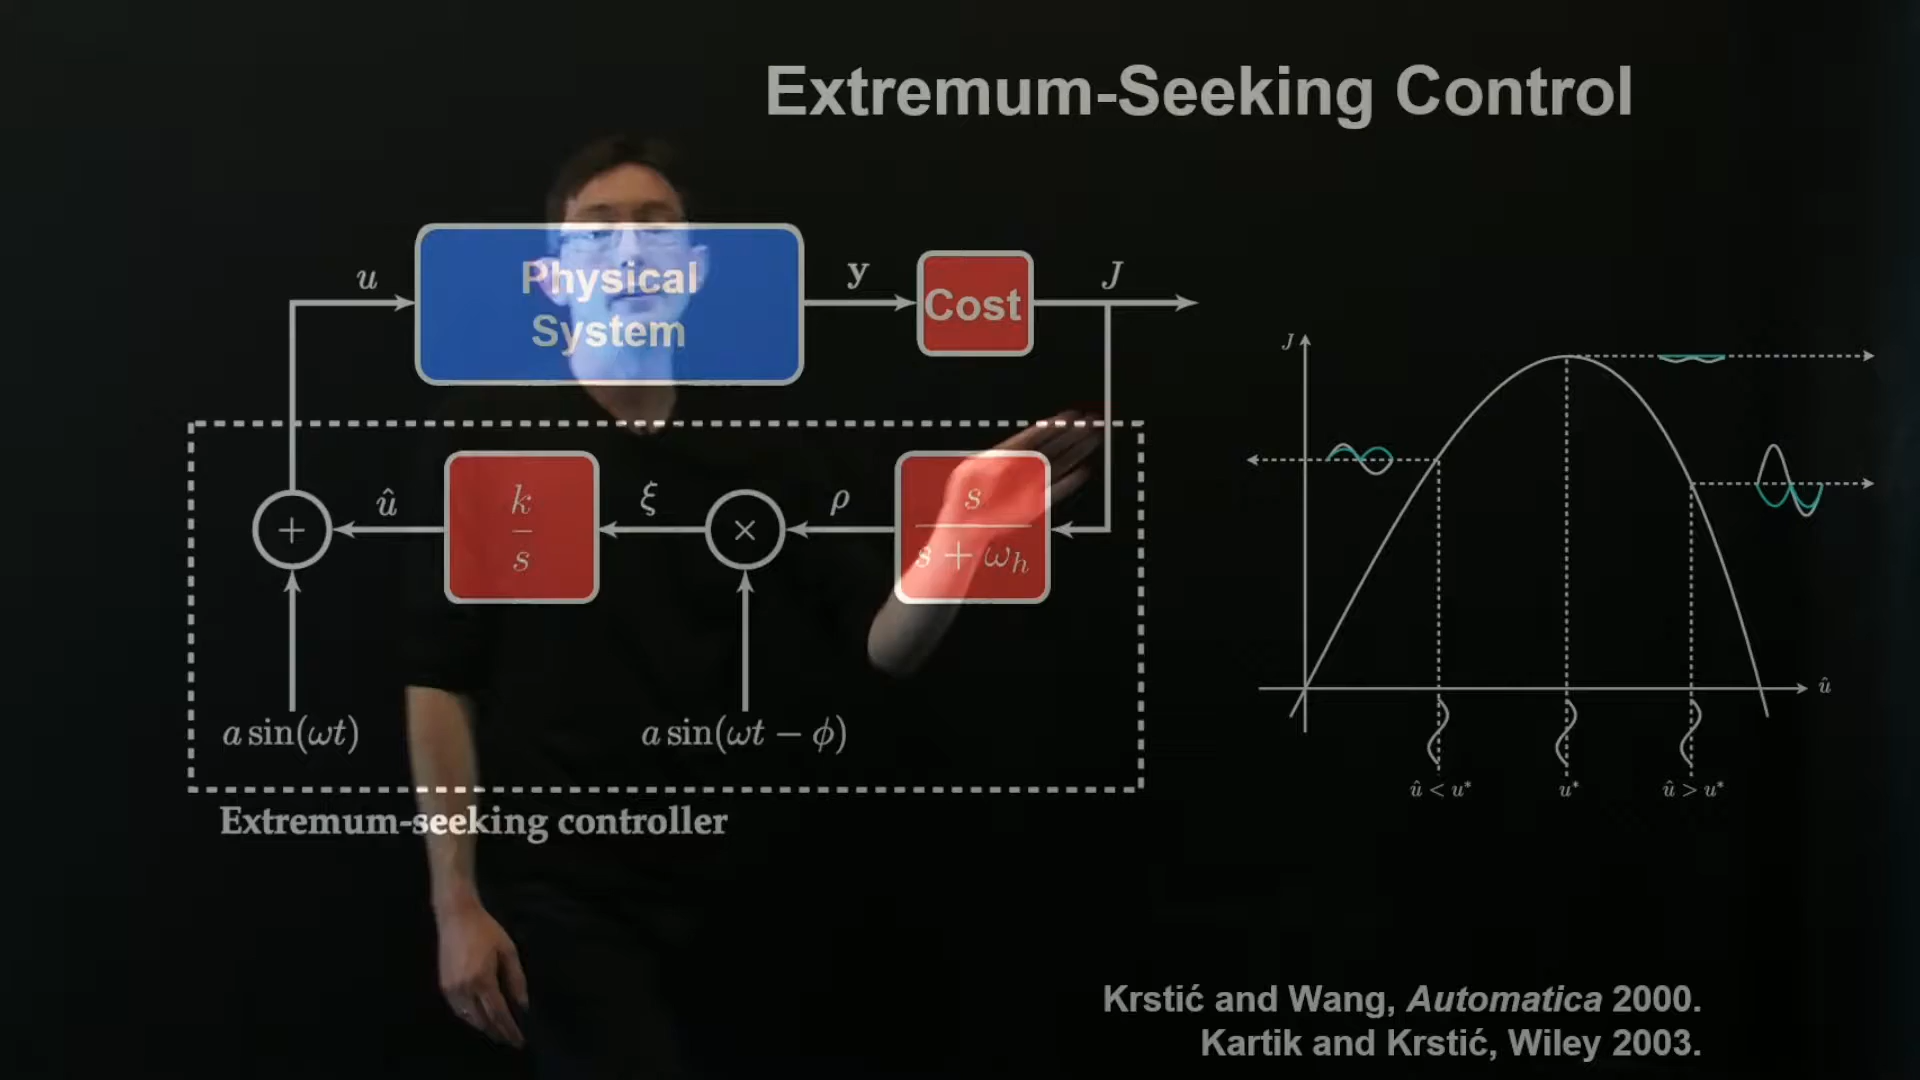 Extremum-Seeking Control
u
Physical
System
y
Cost
J
û
k
s
ξ
ρ
s
s + ωₕ
+
×
a sin(ωt)
a sin(ωt − ϕ)
Extremum-seeking controller
J
û
û < u*
u*
û > u*
Krstić and Wang, Automatica 2000.
Kartik and Krstić, Wiley 2003.